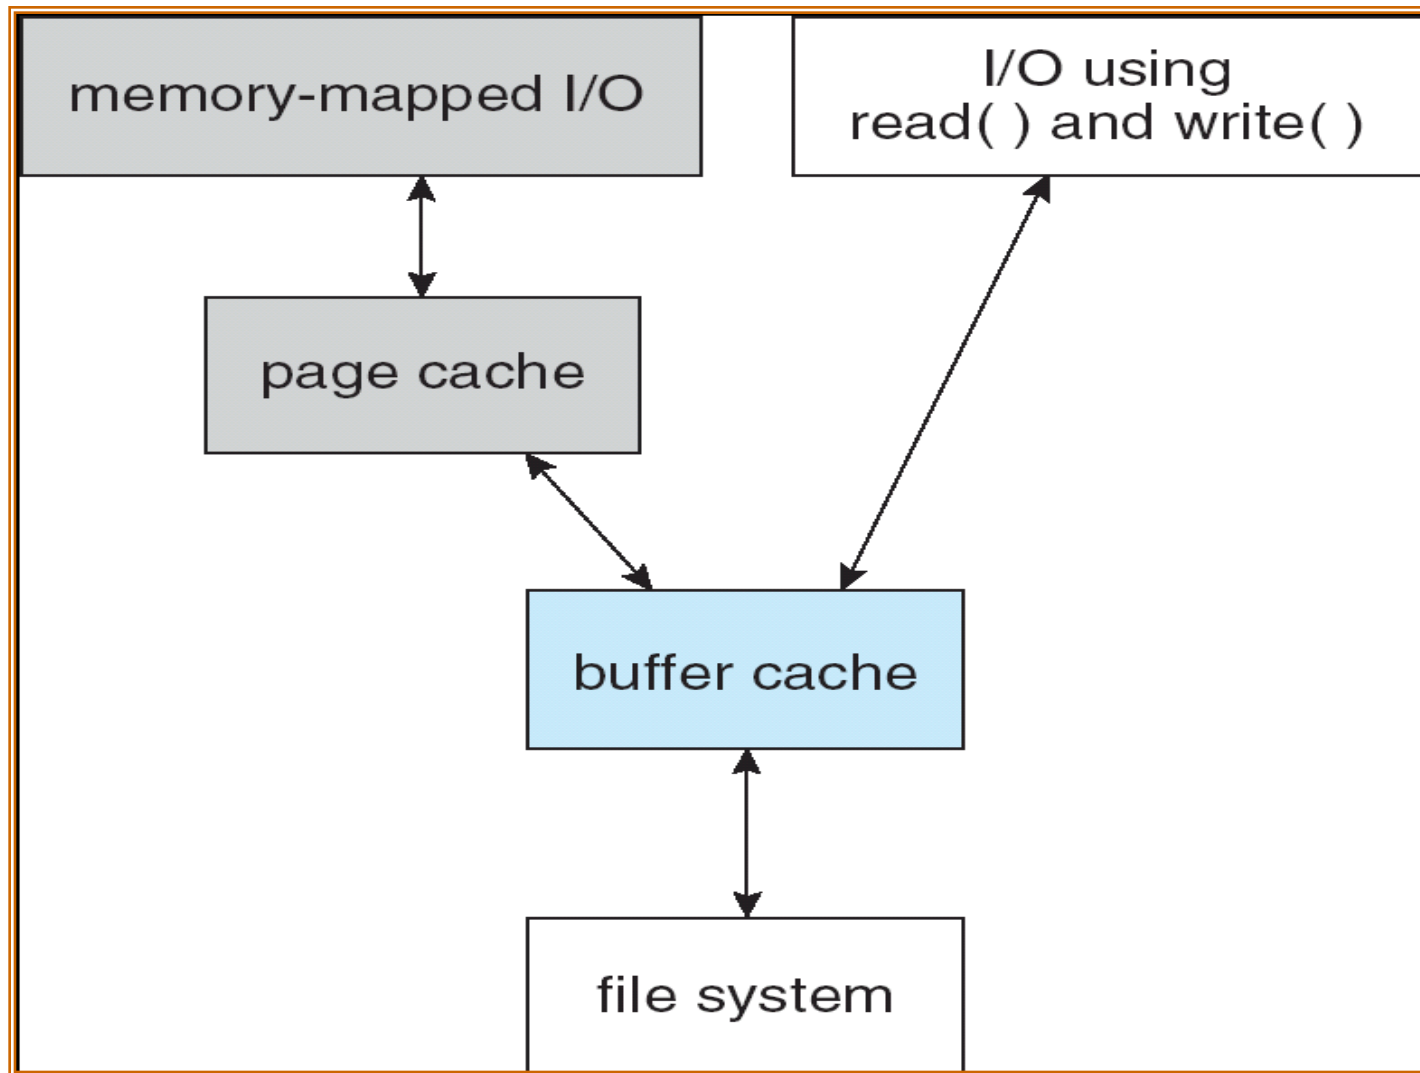 memory-mapped I/O
I/O using
read( ) and write( )
page cache
buffer cache
file system